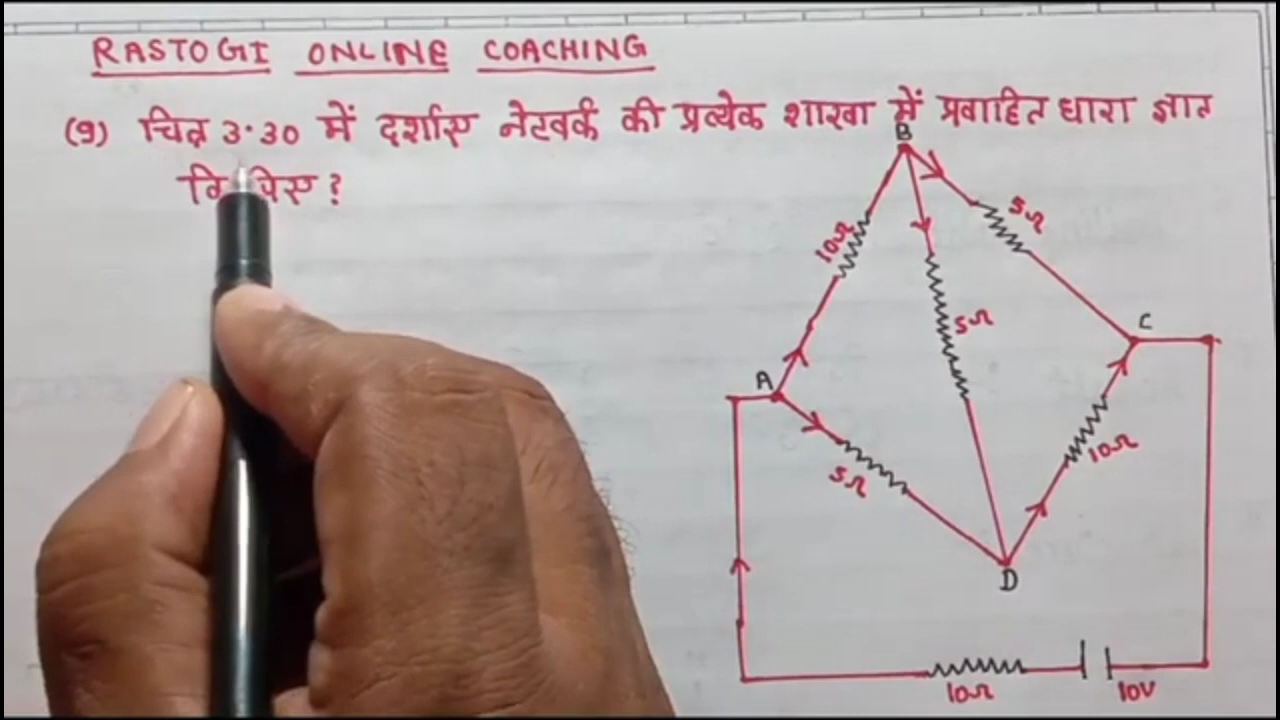 RASTOGI ONLINE COACHING
(9) चित्र 3.30 में दर्शाए नेटवर्क की प्रत्येक शाखा में प्रवाहित धारा ज्ञात
?
B
10Ω
5Ω
5Ω
C
A
5Ω
10Ω
D
10Ω
10V